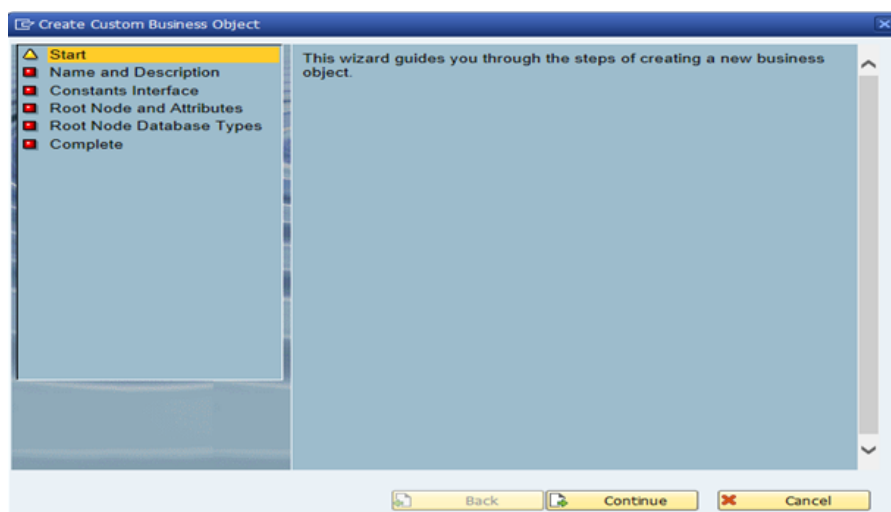 Create Custom Business Object
Start
Name and Description
Constants Interface
Root Node and Attributes
Root Node Database Types
Complete
This wizard guides you through the steps of creating a new business
object.
Back
Continue
Cancel